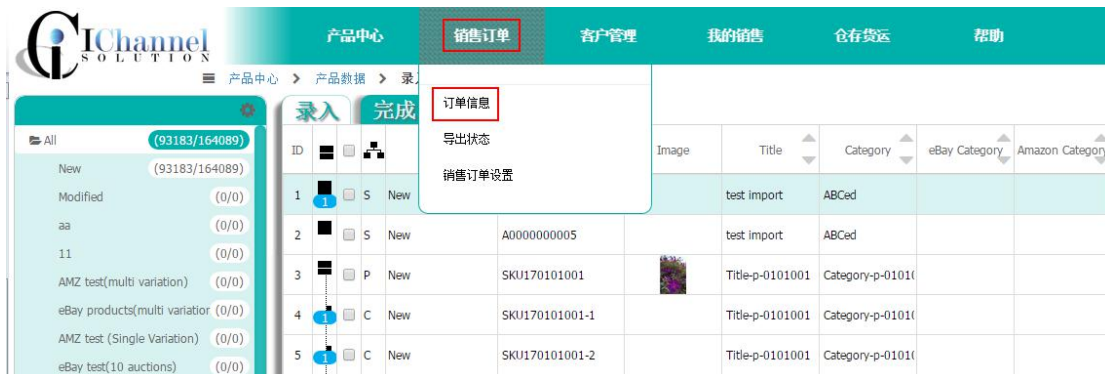 IChannel
SOLUTION
产品中心 销售订单 客户管理 我的销售 仓存货运 帮助
产品中心 > 产品数据 > 录入
订单信息
导出状态
销售订单设置
录入 完成
All (93183/164089)
New (93183/164089)
Modified (0/0)
aa (0/0)
11 (0/0)
AMZ test(multi variation) (0/0)
eBay products(multi variation (0/0)
AMZ test (Single Variation) (0/0)
eBay test(10 auctions) (0/0)
ID Image Title Category eBay Category Amazon Category
1 1 S New test import ABCed
2 S New A0000000005 test import ABCed
3 P New SKU170101001 Title-p-0101001 Category-p-01010
4 1 C New SKU170101001-1 Title-p-0101001 Category-p-01010
5 1 C New SKU170101001-2 Title-p-0101001 Category-p-01010